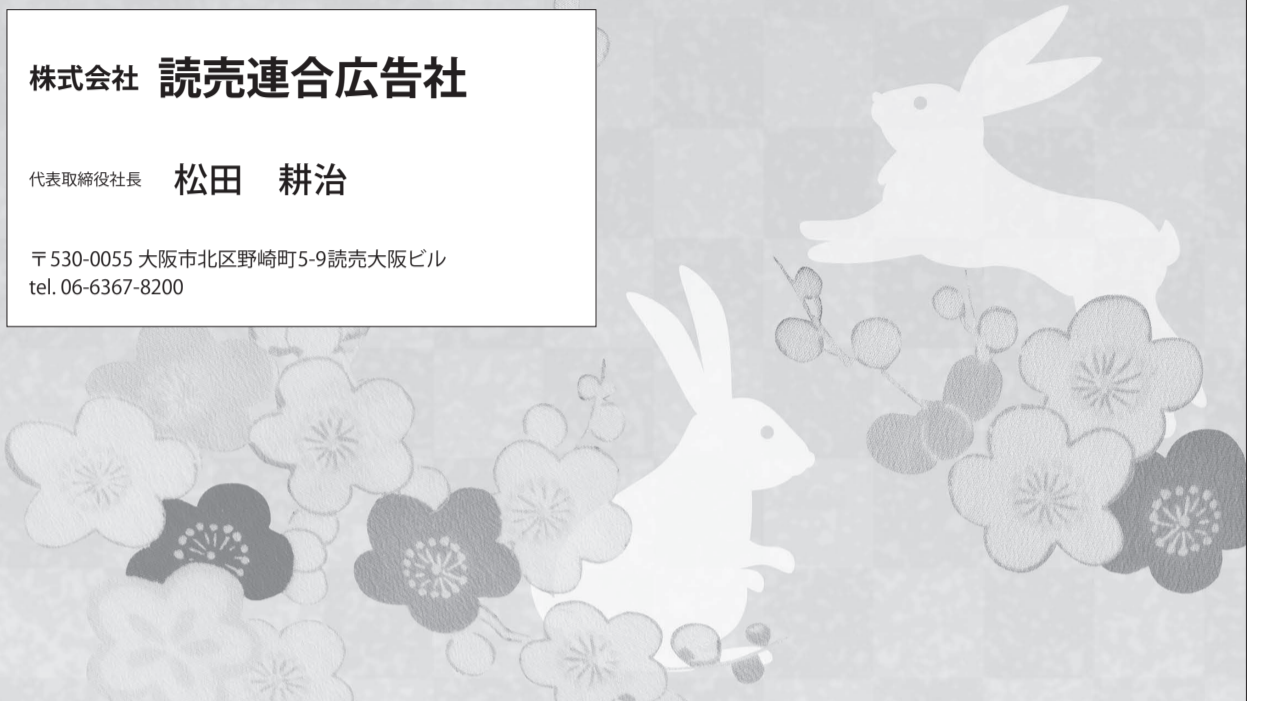 株式会社 読売連合広告社
代表取締役社長 松田　耕治
〒530-0055 大阪市北区野崎町5-9読売大阪ビル
tel. 06-6367-8200